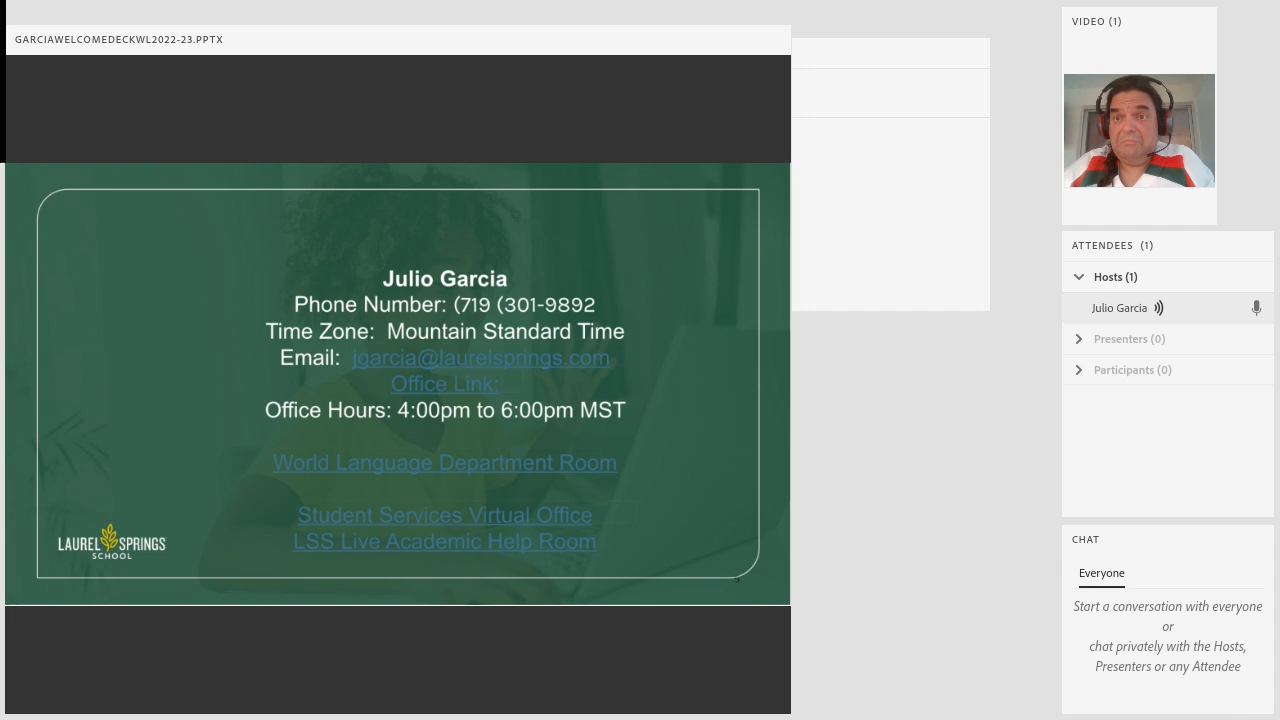 GARCIAWELCOMEDECKWL2022-23.PPTX
Julio Garcia
Phone Number: (719 (301-9892
Time Zone:  Mountain Standard Time
Email:  jgarcia@laurelsprings.com
Office Link:
Office Hours: 4:00pm to 6:00pm MST
World Language Department Room
Student Services Virtual Office
LSS Live Academic Help Room
LAUREL SPRINGS
SCHOOL
VIDEO (1)
ATTENDEES (1)
Hosts (1)
Julio Garcia
Presenters (0)
Participants (0)
CHAT
Everyone
Start a conversation with everyone
or
chat privately with the Hosts,
Presenters or any Attendee